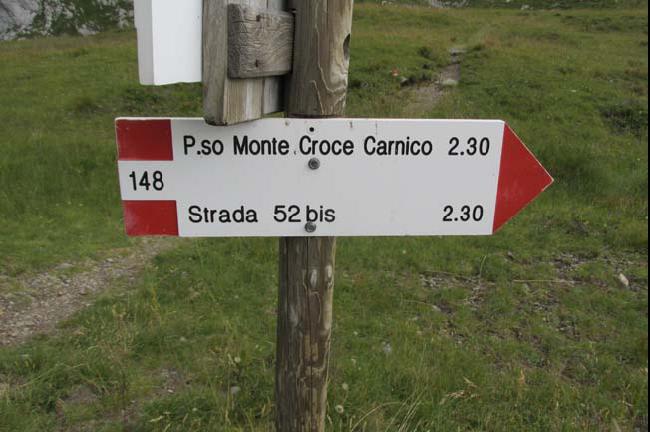 P.so Monte Croce Carnico 2.30
148
Strada 52 bis 2.30